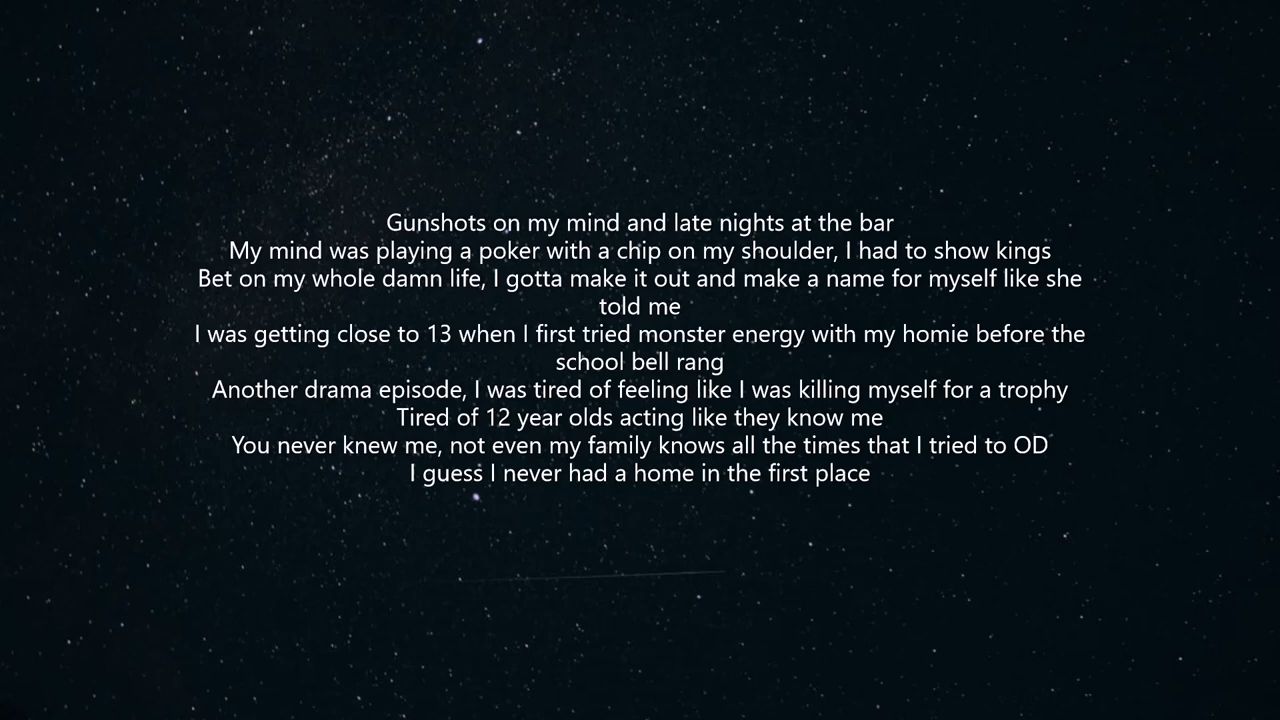 Gunshots on my mind and late nights at the bar
My mind was playing a poker with a chip on my shoulder, I had to show kings
Bet on my whole damn life, I gotta make it out and make a name for myself like she
told me
I was getting close to 13 when I first tried monster energy with my homie before the
school bell rang
Another drama episode, I was tired of feeling like I was killing myself for a trophy
Tired of 12 year olds acting like they know me
You never knew me, not even my family knows all the times that I tried to OD
I guess I never had a home in the first place